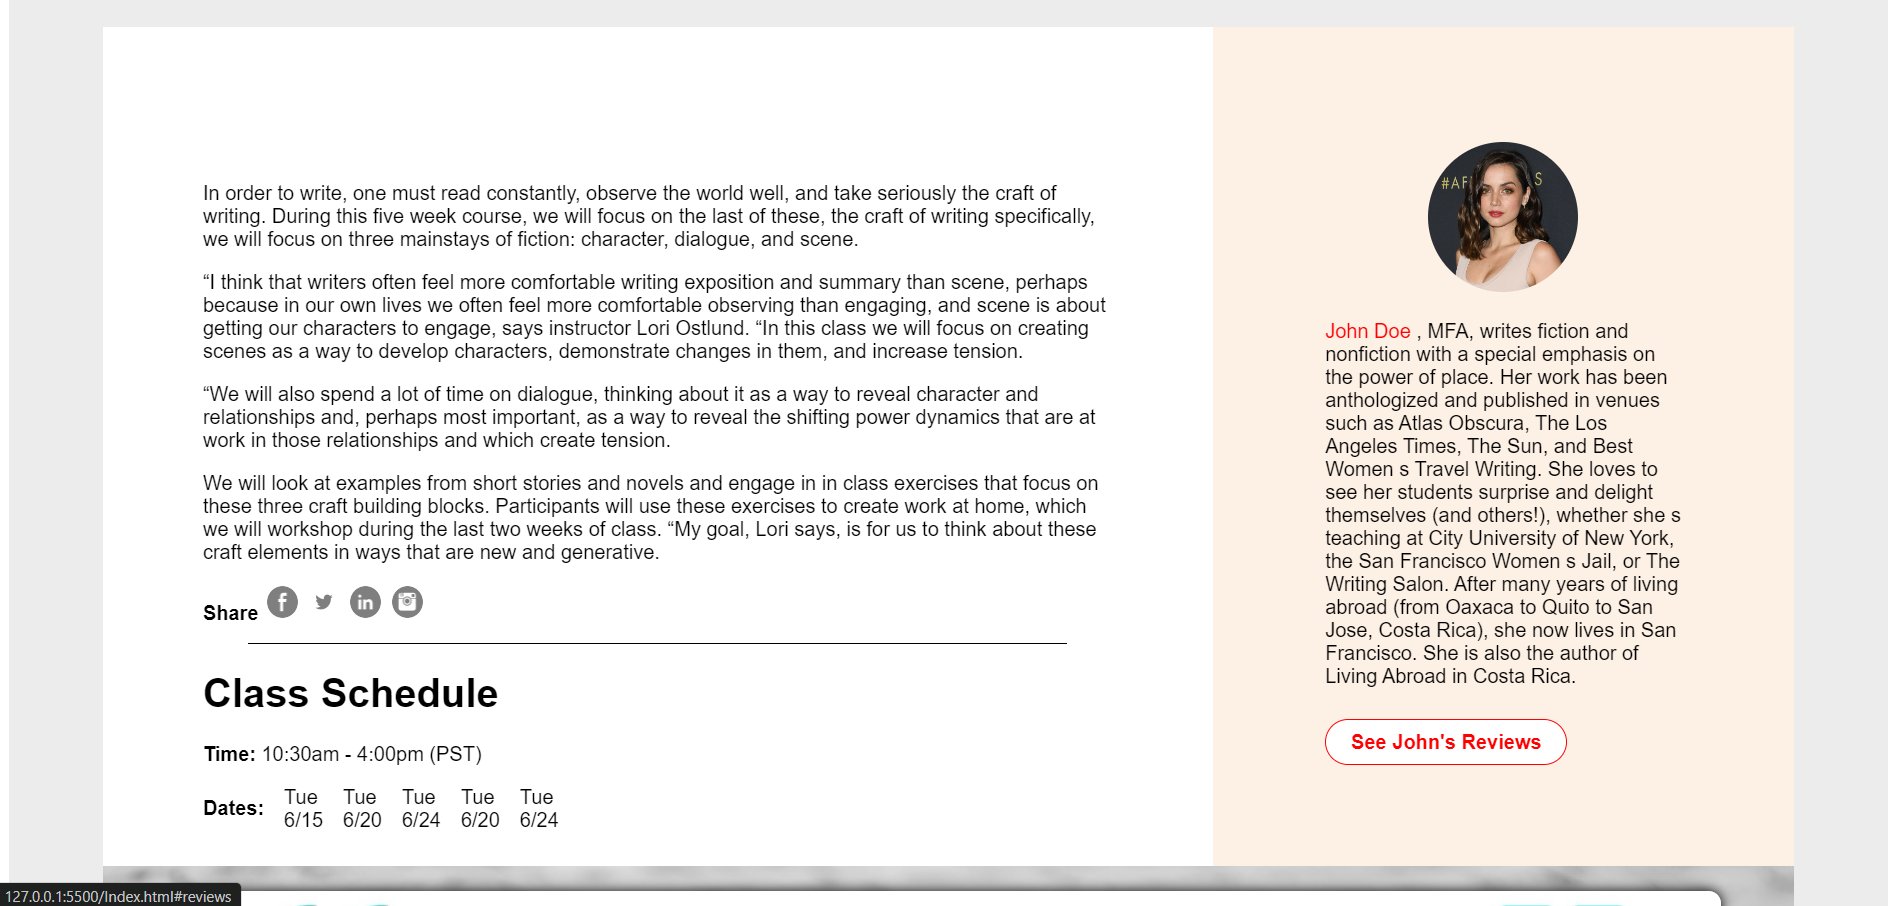 In order to write, one must read constantly, observe the world well, and take seriously the craft of
writing. During this five week course, we will focus on the last of these, the craft of writing specifically,
we will focus on three mainstays of fiction: character, dialogue, and scene.
“I think that writers often feel more comfortable writing exposition and summary than scene, perhaps
because in our own lives we often feel more comfortable observing than engaging, and scene is about
getting our characters to engage, says instructor Lori Ostlund. “In this class we will focus on creating
scenes as a way to develop characters, demonstrate changes in them, and increase tension.
“We will also spend a lot of time on dialogue, thinking about it as a way to reveal character and
relationships and, perhaps most important, as a way to reveal the shifting power dynamics that are at
work in those relationships and which create tension.
We will look at examples from short stories and novels and engage in in class exercises that focus on
these three craft building blocks. Participants will use these exercises to create work at home, which
we will workshop during the last two weeks of class. “My goal, Lori says, is for us to think about these
craft elements in ways that are new and generative.
Share
Class Schedule
Time: 10:30am - 4:00pm (PST)
Dates: Tue Tue Tue Tue Tue
6/15 6/20 6/24 6/20 6/24
#AF S
John Doe , MFA, writes fiction and
nonfiction with a special emphasis on
the power of place. Her work has been
anthologized and published in venues
such as Atlas Obscura, The Los
Angeles Times, The Sun, and Best
Women s Travel Writing. She loves to
see her students surprise and delight
themselves (and others!), whether she s
teaching at City University of New York,
the San Francisco Women s Jail, or The
Writing Salon. After many years of living
abroad (from Oaxaca to Quito to San
Jose, Costa Rica), she now lives in San
Francisco. She is also the author of
Living Abroad in Costa Rica.
See John's Reviews
127.0.0.1:5500/Index.html#reviews